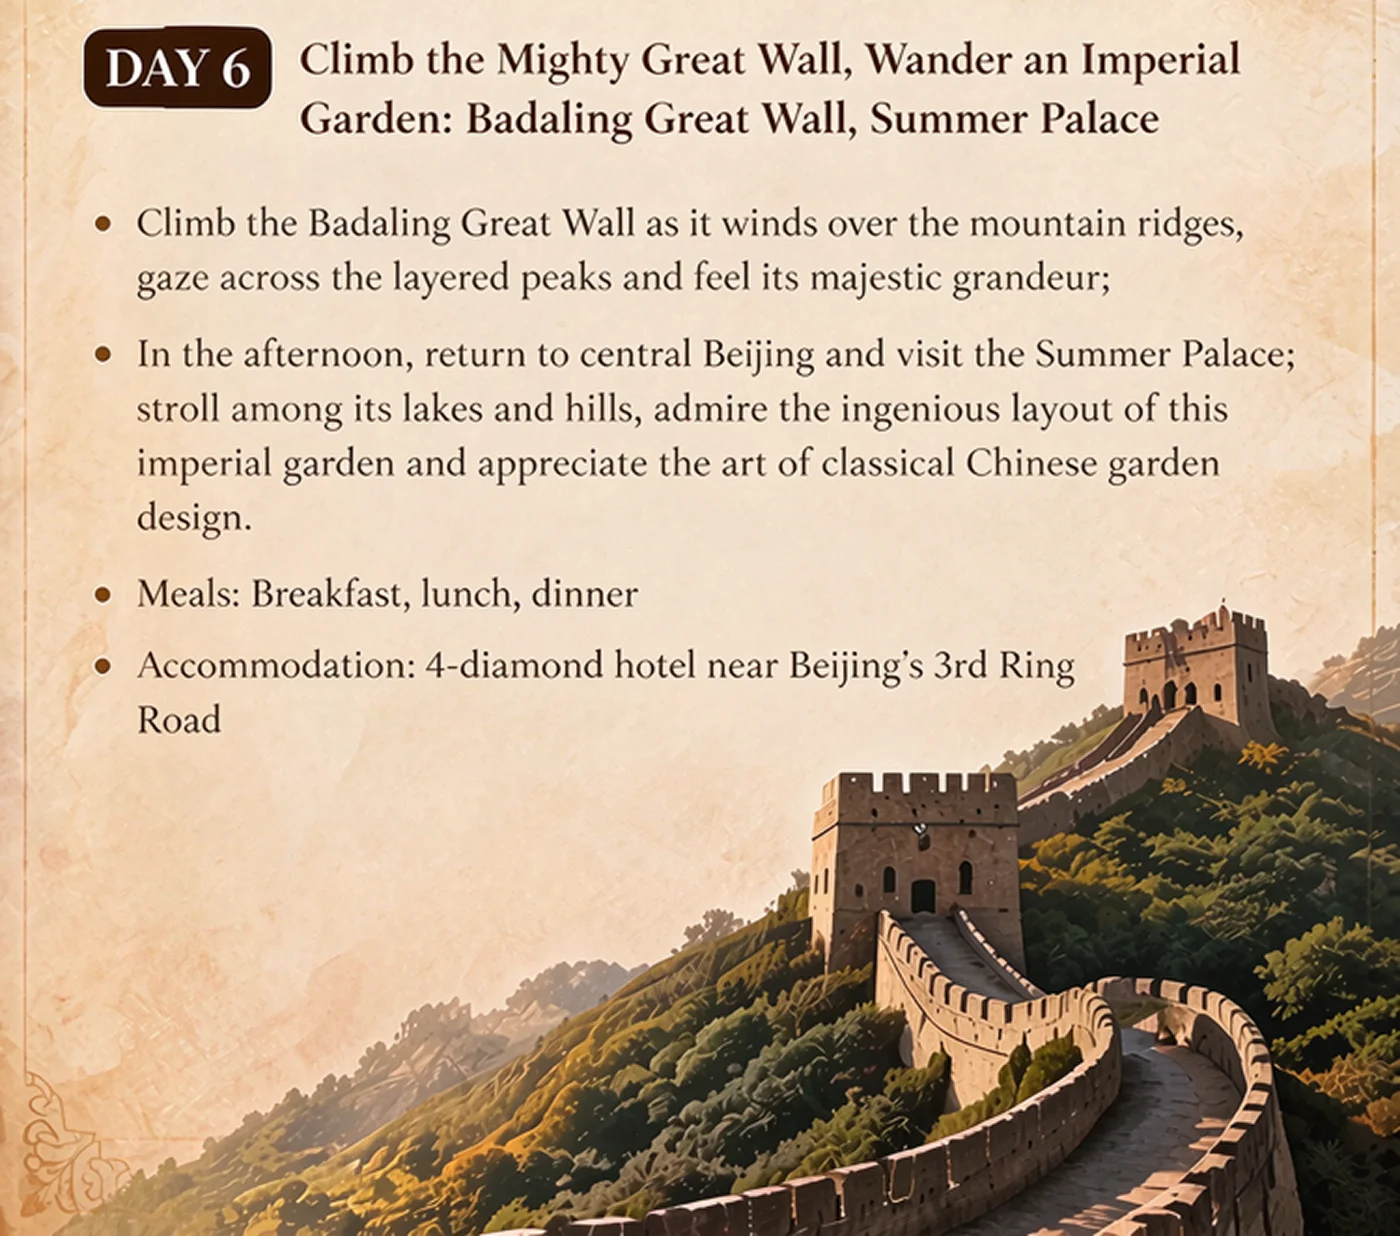 DAY 6
Climb the Mighty Great Wall, Wander an Imperial
Garden: Badaling Great Wall, Summer Palace
• Climb the Badaling Great Wall as it winds over the mountain ridges,
gaze across the layered peaks and feel its majestic grandeur;
• In the afternoon, return to central Beijing and visit the Summer Palace;
stroll among its lakes and hills, admire the ingenious layout of this
imperial garden and appreciate the art of classical Chinese garden
design.
• Meals: Breakfast, lunch, dinner
• Accommodation: 4-diamond hotel near Beijing’s 3rd Ring
Road